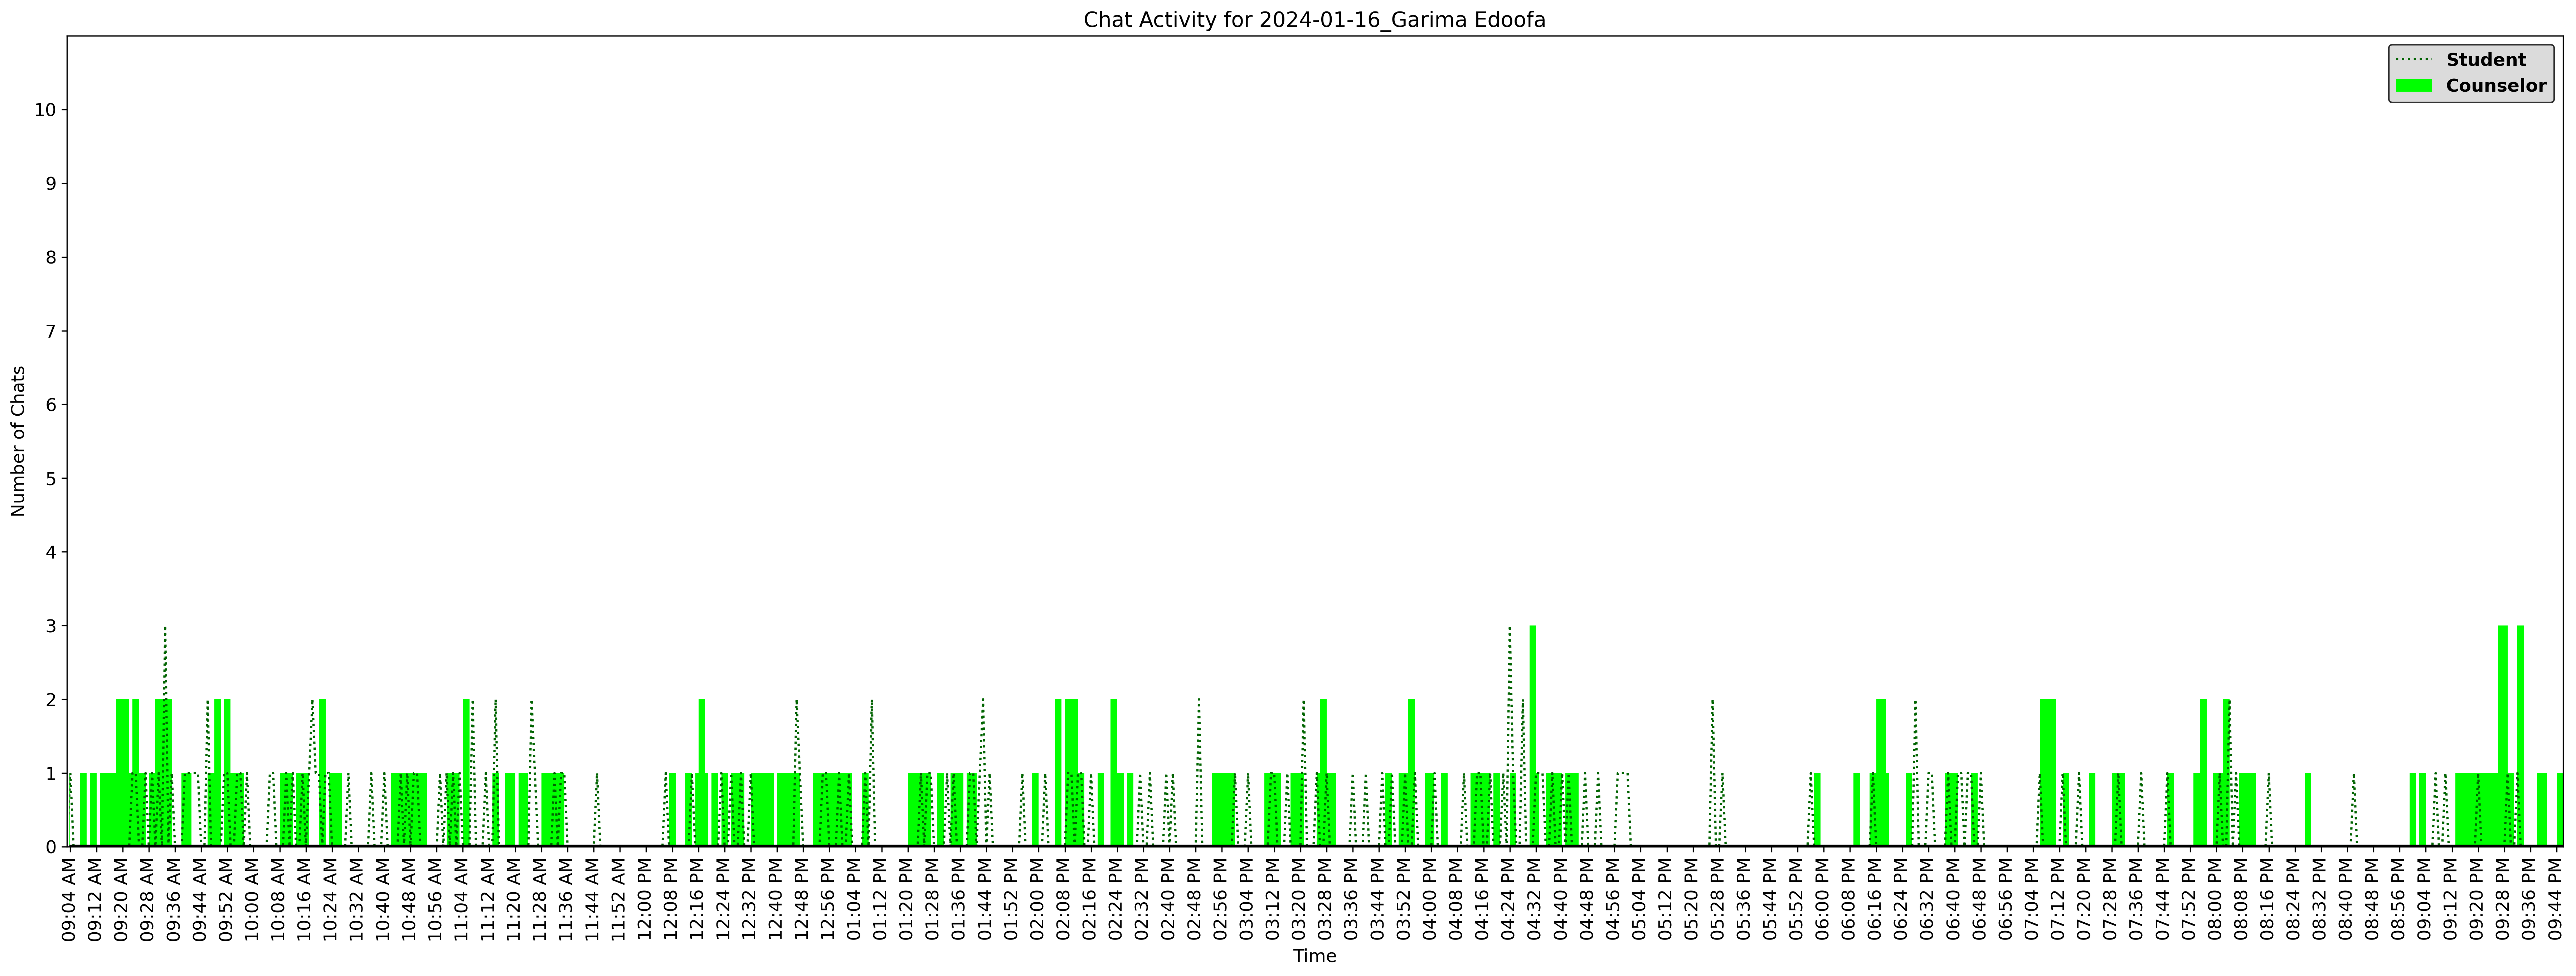 Chat Activity for 2024-01-16_Garima Edoofa
Student
Counselor
Number of Chats
10
9
8
7
6
5
4
3
2
1
0
09:04 AM
09:12 AM
09:20 AM
09:28 AM
09:36 AM
09:44 AM
09:52 AM
10:00 AM
10:08 AM
10:16 AM
10:24 AM
10:32 AM
10:40 AM
10:48 AM
10:56 AM
11:04 AM
11:12 AM
11:20 AM
11:28 AM
11:36 AM
11:44 AM
11:52 AM
12:00 PM
12:08 PM
12:16 PM
12:24 PM
12:32 PM
12:40 PM
12:48 PM
12:56 PM
01:04 PM
01:12 PM
01:20 PM
01:28 PM
01:36 PM
01:44 PM
01:52 PM
02:00 PM
02:08 PM
02:16 PM
02:24 PM
02:32 PM
02:40 PM
02:48 PM
02:56 PM
03:04 PM
03:12 PM
03:20 PM
03:28 PM
03:36 PM
03:44 PM
03:52 PM
04:00 PM
04:08 PM
04:16 PM
04:24 PM
04:32 PM
04:40 PM
04:48 PM
04:56 PM
05:04 PM
05:12 PM
05:20 PM
05:28 PM
05:36 PM
05:44 PM
05:52 PM
06:00 PM
06:08 PM
06:16 PM
06:24 PM
06:32 PM
06:40 PM
06:48 PM
06:56 PM
07:04 PM
07:12 PM
07:20 PM
07:28 PM
07:36 PM
07:44 PM
07:52 PM
08:00 PM
08:08 PM
08:16 PM
08:24 PM
08:32 PM
08:40 PM
08:48 PM
08:56 PM
09:04 PM
09:12 PM
09:20 PM
09:28 PM
09:36 PM
09:44 PM
Time